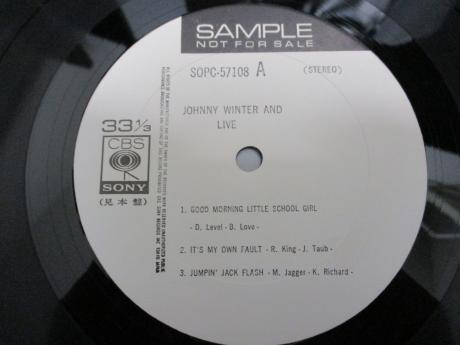 SAMPLE
NOT FOR SALE
SOPC-57108 A (STEREO)
JOHNNY WINTER AND
LIVE
33 1/3
CBS
SONY
(見本盤)
1. GOOD MORNING LITTLE SCHOOL GIRL
- D. Level - B. Love -
2. IT'S MY OWN FAULT - R. King - J. Taub -
3. JUMPIN' JACK FLASH - M. Jagger - K. Richard -